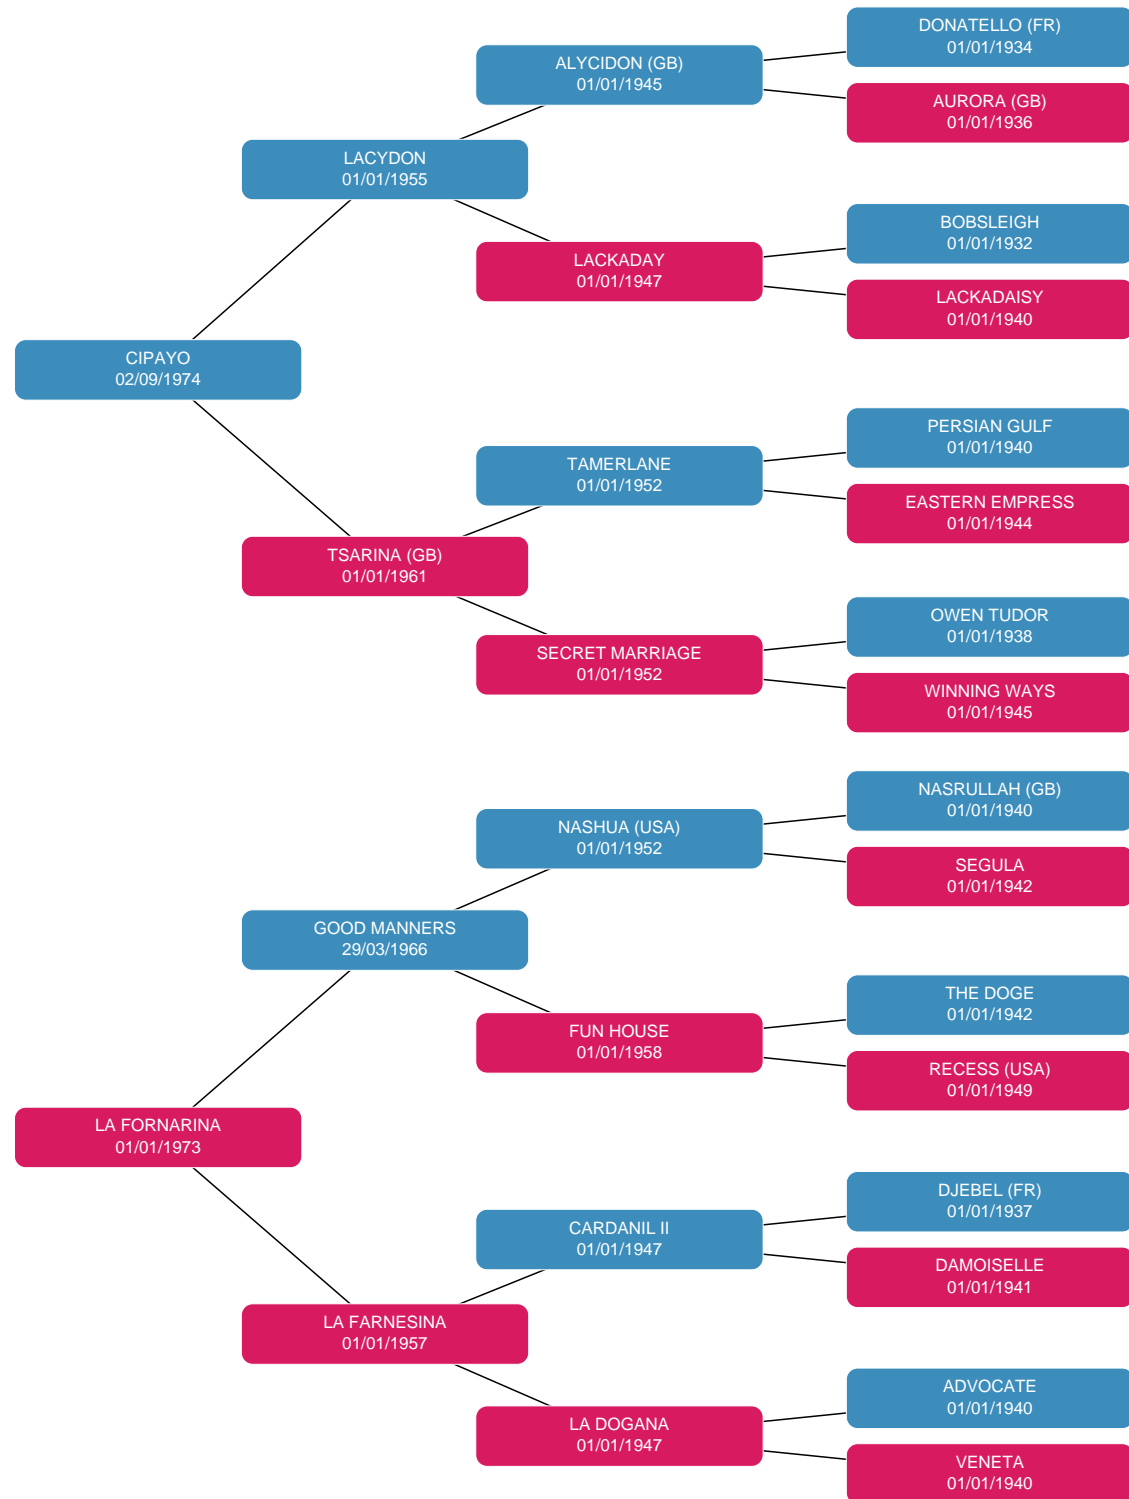 DONATELLO (FR)
01/01/1934
ALYCIDON (GB)
01/01/1945
AURORA (GB)
01/01/1936
LACYDON
01/01/1955
BOBSLEIGH
01/01/1932
LACKADAY
01/01/1947
LACKADAISY
01/01/1940
CIPAYO
02/09/1974
PERSIAN GULF
01/01/1940
TAMERLANE
01/01/1952
EASTERN EMPRESS
01/01/1944
TSARINA (GB)
01/01/1961
OWEN TUDOR
01/01/1938
SECRET MARRIAGE
01/01/1952
WINNING WAYS
01/01/1945
NASRULLAH (GB)
01/01/1940
NASHUA (USA)
01/01/1952
SEGULA
01/01/1942
GOOD MANNERS
29/03/1966
THE DOGE
01/01/1942
FUN HOUSE
01/01/1958
RECESS (USA)
01/01/1949
LA FORNARINA
01/01/1973
DJEBEL (FR)
01/01/1937
CARDANIL II
01/01/1947
DAMOISELLE
01/01/1941
LA FARNESINA
01/01/1957
ADVOCATE
01/01/1940
LA DOGANA
01/01/1947
VENETA
01/01/1940